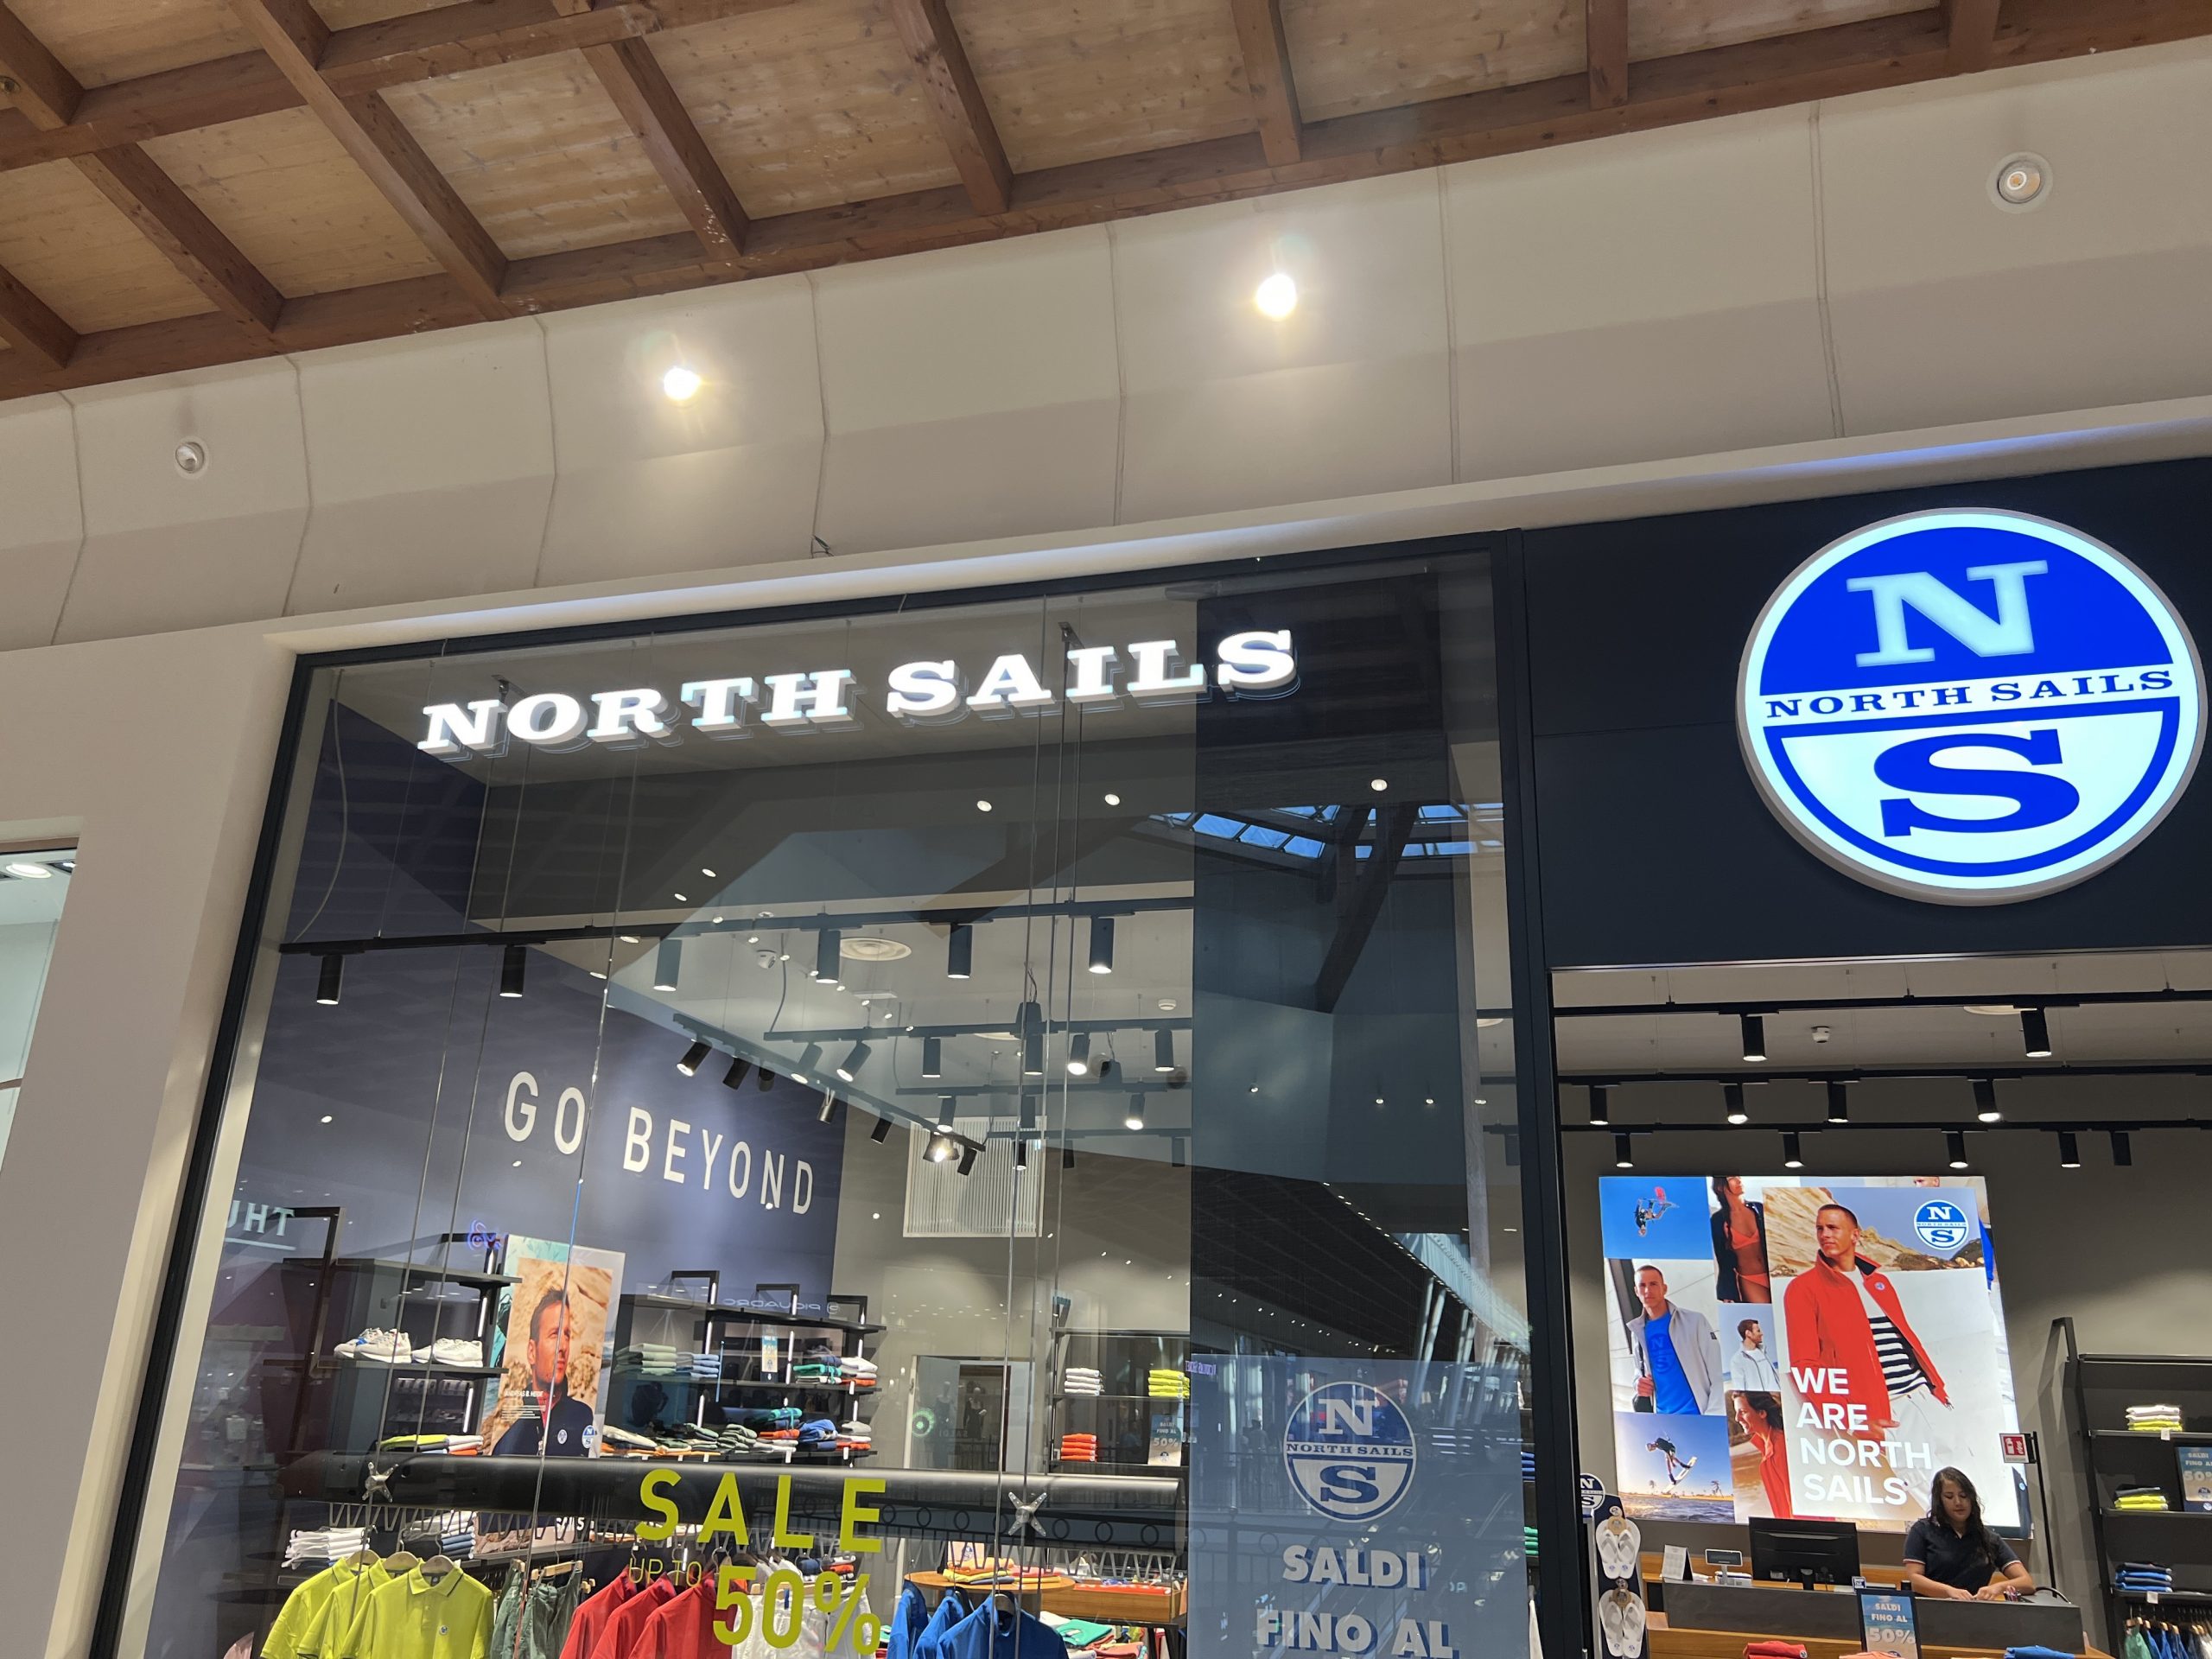 NORTH SAILS
N
NORTH SAILS
S
GO BEYOND
SALE
UP TO
50%
N
NORTH SAILS
S
SALDI
FINO AL
N
S
WE
ARE
NORTH
SAILS
SALDI
FINO AL
50%